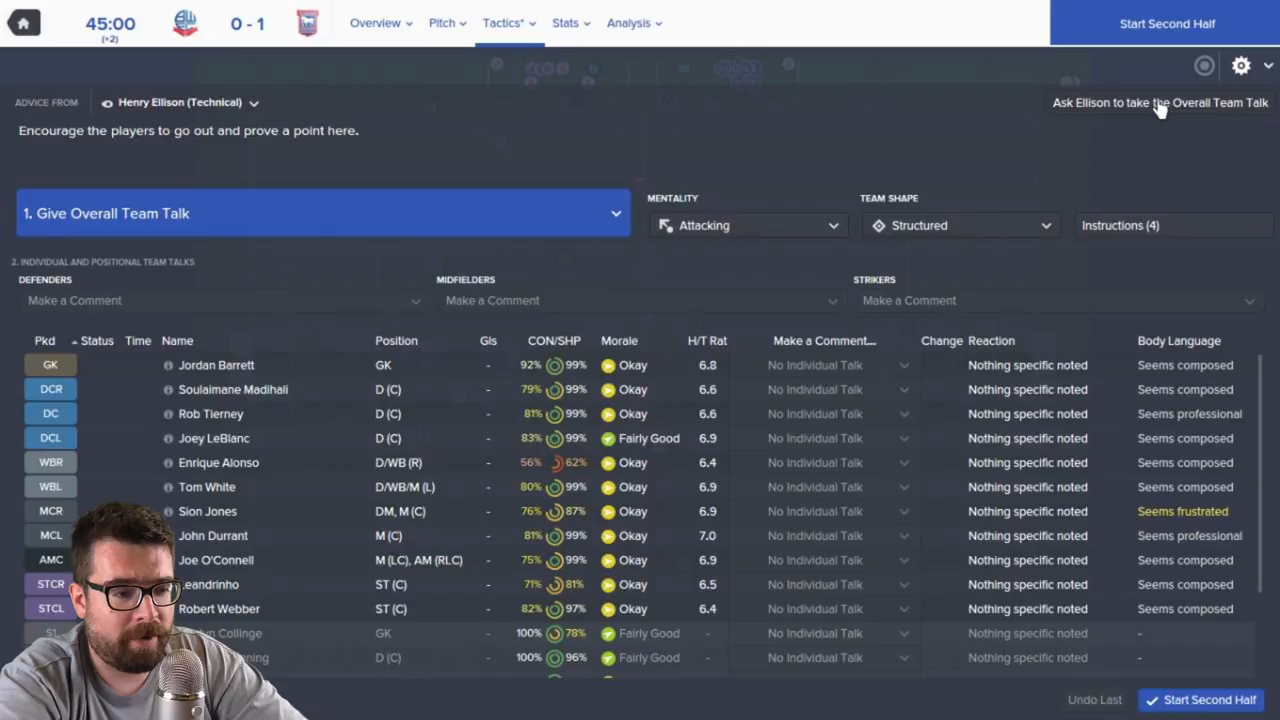 45:00
(+2)
0 - 1
Overview
Pitch
Tactics*
Stats
Analysis
Start Second Half
ADVICE FROM
Henry Ellison (Technical)
Ask Ellison to take the Overall Team Talk
Encourage the players to go out and prove a point here.
1. Give Overall Team Talk
MENTALITY
Attacking
TEAM SHAPE
Structured
Instructions (4)
2. INDIVIDUAL AND POSITIONAL TEAM TALKS
DEFENDERS
MIDFIELDERS
STRIKERS
Make a Comment
Make a Comment
Make a Comment
Pkd Status Time Name Position Gls CON/SHP Morale H/T Rat Make a Comment... Change Reaction Body Language
GK Jordan Barrett GK - 92% 99% Okay 6.8 No Individual Talk Nothing specific noted Seems composed
DCR Soulaimane Madihali D (C) - 79% 99% Okay 6.6 No Individual Talk Nothing specific noted Seems composed
DC Rob Tierney D (C) - 81% 99% Okay 6.6 No Individual Talk Nothing specific noted Seems professional
DCL Joey LeBlanc D (C) - 83% 99% Fairly Good 6.9 No Individual Talk Nothing specific noted Seems composed
WBR Enrique Alonso D/WB (R) - 56% 62% Okay 6.4 No Individual Talk Nothing specific noted Seems composed
WBL Tom White D/WB/M (L) - 80% 99% Okay 6.9 No Individual Talk Nothing specific noted Seems composed
MCR Sion Jones DM, M (C) - 76% 87% Okay 6.9 No Individual Talk Nothing specific noted Seems frustrated
MCL John Durrant M (C) - 81% 99% Okay 7.0 No Individual Talk Nothing specific noted Seems professional
AMC Joe O'Connell M (LC), AM (RLC) - 75% 99% Okay 6.9 No Individual Talk Nothing specific noted Seems composed
STCR eandrinho ST (C) - 71% 81% Okay 6.5 No Individual Talk Nothing specific noted Seems composed
STCL Robert Webber ST (C) - 82% 97% Okay 6.4 No Individual Talk Nothing specific noted Seems composed
S1 Collinge GK 100% 78% Fairly Good - No Individual Talk Nothing specific noted -
D (C) 100% 96% Fairly Good - No Individual Talk Nothing specific noted -
Undo Last
Start Second Half